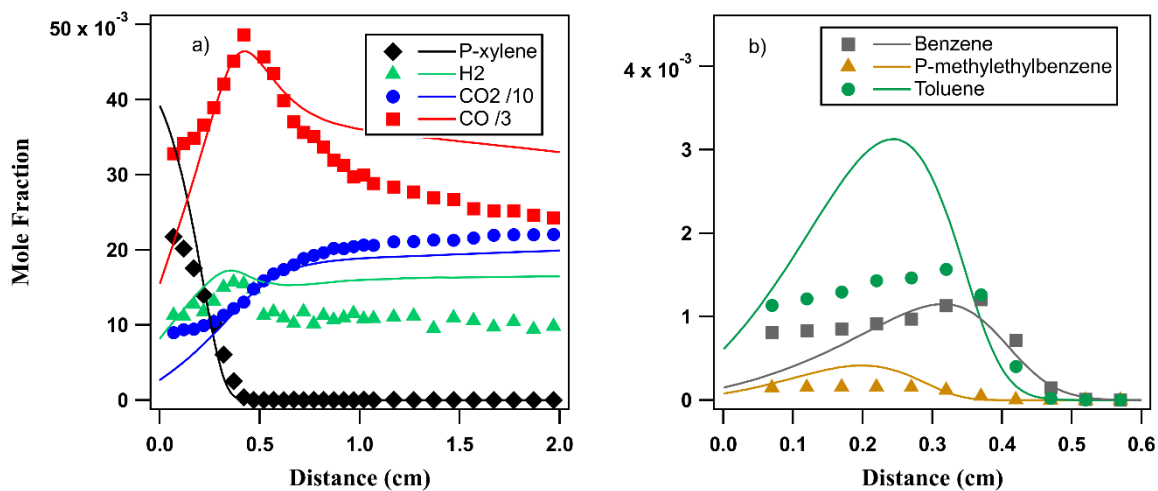 50 x 10⁻³
40
30
20
10
0
Mole Fraction
a)
P-xylene
H2
CO2 /10
CO /3
0.0
0.5
1.0
1.5
2.0
Distance (cm)
4 x 10⁻³
3
2
1
0
b)
Benzene
P-methylethylbenzene
Toluene
0.0
0.1
0.2
0.3
0.4
0.5
0.6
Distance (cm)